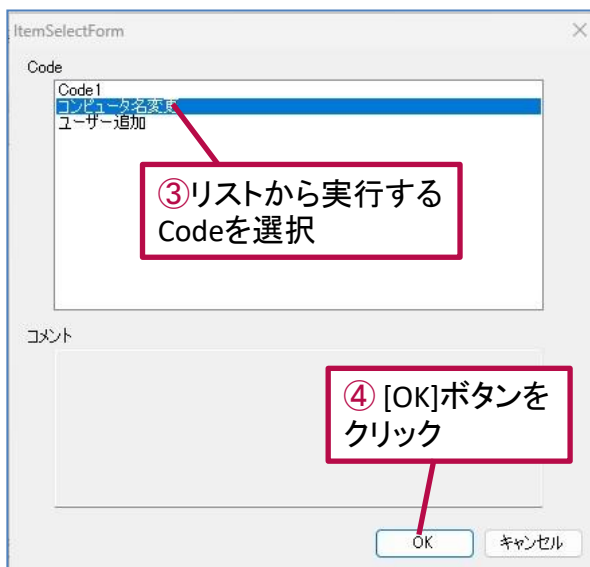 ItemSelectForm
Code
Code1
コンピュータ名変更
ユーザー追加
③リストから実行する
Codeを選択
コメント
④ [OK]ボタンを
クリック
OK
キャンセル